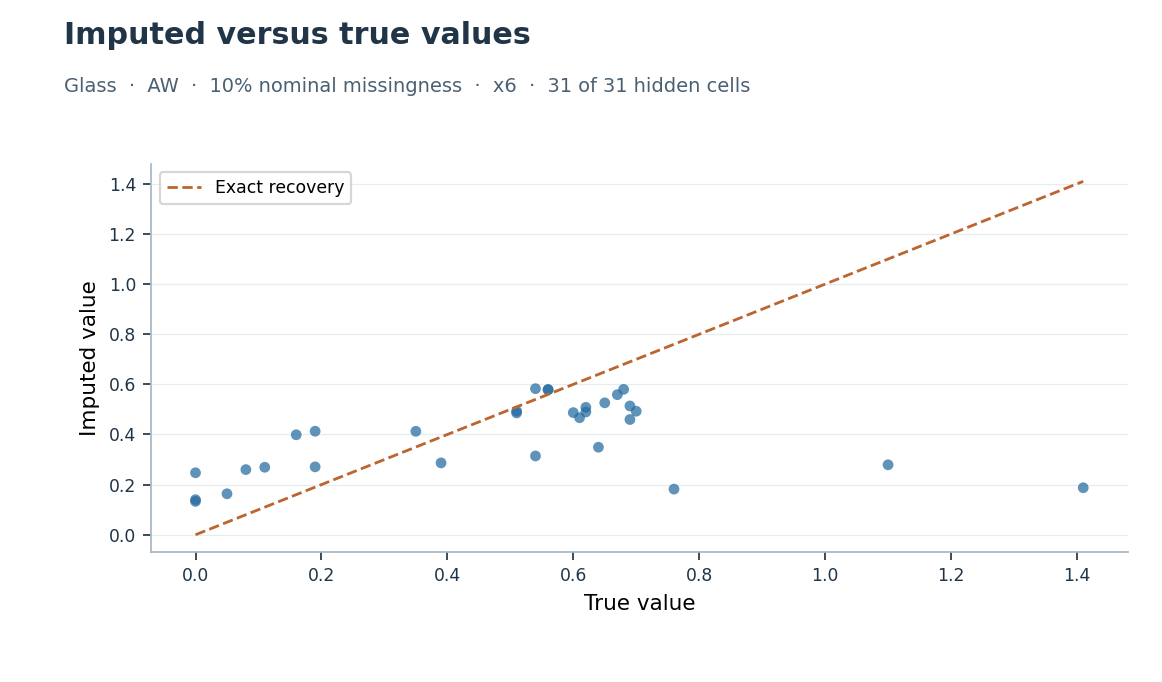 Imputed versus true values
Glass · AW · 10% nominal missingness · x6 · 31 of 31 hidden cells
Exact recovery
1.4
1.2
1.0
0.8
0.6
0.4
0.2
0.0
Imputed value
0.0 0.2 0.4 0.6 0.8 1.0 1.2 1.4
True value